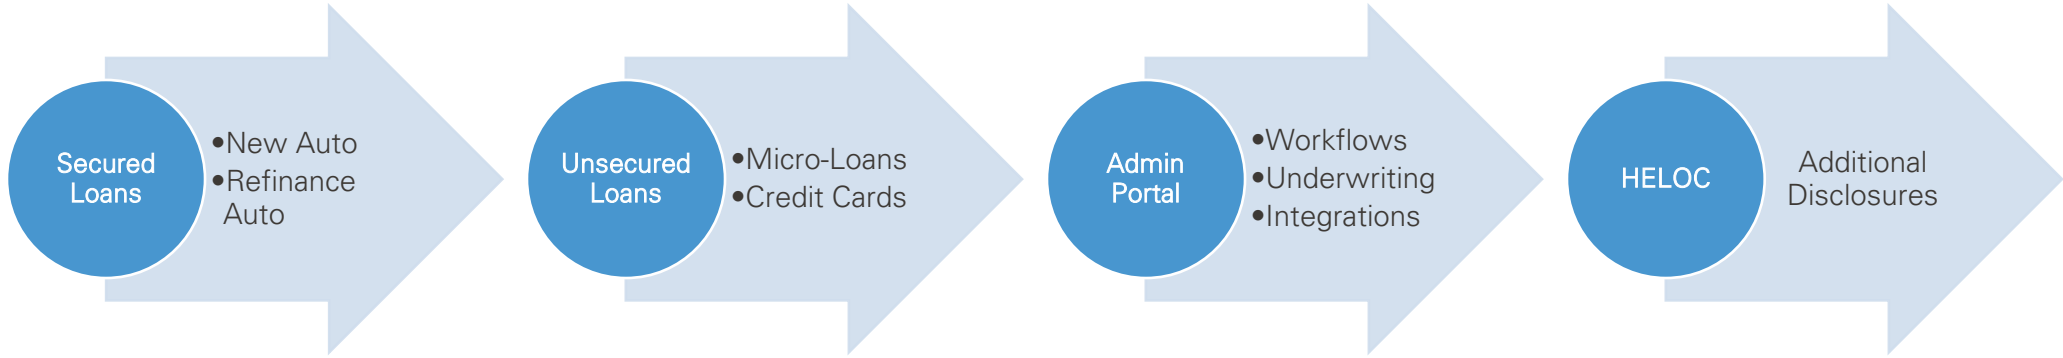 Secured
Loans
•New Auto
•Refinance
Auto
Unsecured
Loans
•Micro-Loans
•Credit Cards
Admin
Portal
•Workflows
•Underwriting
•Integrations
HELOC
Additional
Disclosures